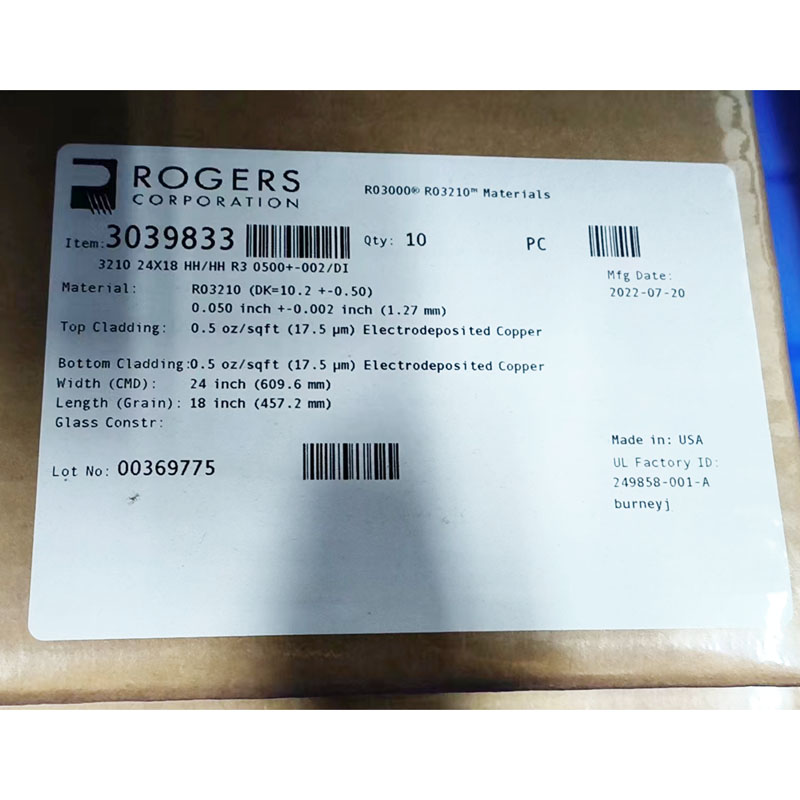 ROGERS
CORPORATION
RO3000® RO3210™ Materials
Item: 3039833 Qty: 10 PC
3210 24X18 HH/HH R3 0500+-002/DI
Mfg Date:
2022-07-20
Material: RO3210 (DK=10.2 +-0.50)
0.050 inch +-0.002 inch (1.27 mm)
Top Cladding: 0.5 oz/sqft (17.5 µm) Electrodeposited Copper
Bottom Cladding: 0.5 oz/sqft (17.5 µm) Electrodeposited Copper
Width (CMD): 24 inch (609.6 mm)
Length (Grain): 18 inch (457.2 mm)
Glass Constr:
Lot No: 00369775
Made in: USA
UL Factory ID:
249858-001-A
burneyj